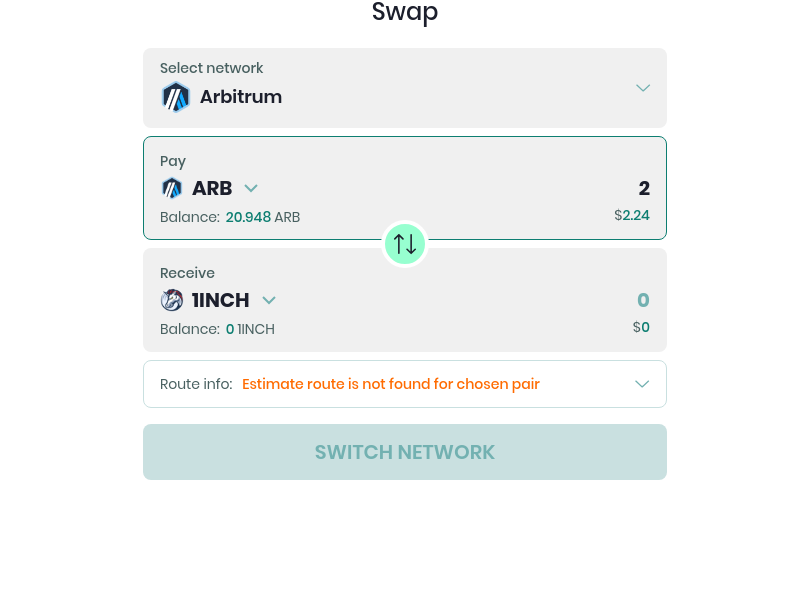 Swap
Select network
Arbitrum
Pay
ARB
2
Balance: 20.948 ARB
$2.24
Receive
1INCH
0
Balance: 0 1INCH
$0
Route info: Estimate route is not found for chosen pair
SWITCH NETWORK